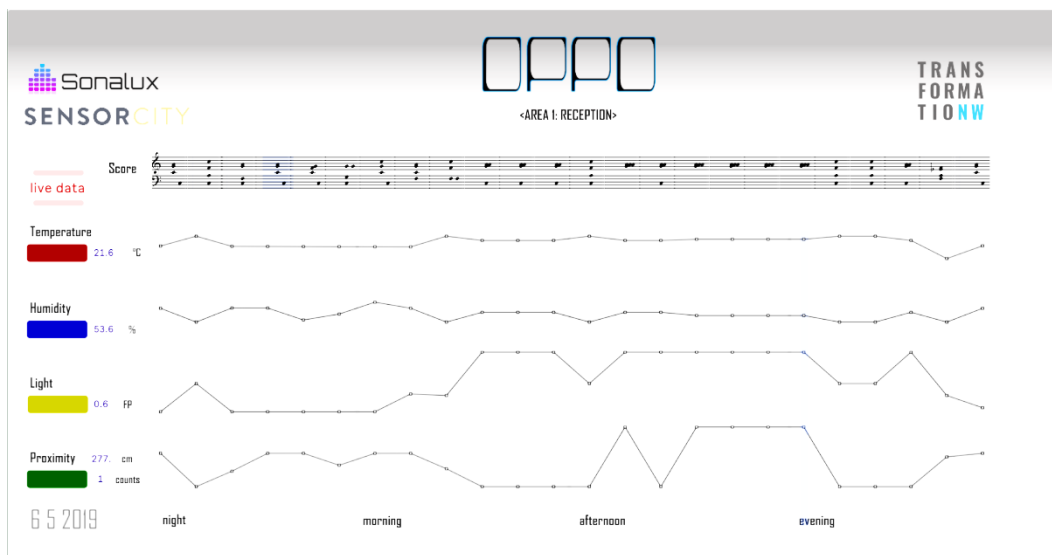 Sonalux
SENSORCITY
OPPO
<AREA 1: RECEPTION>
TRANS
FORMA
TIONW
Score
live data
Temperature
21.6 °C
Humidity
53.6 %
Light
0.6 FP
Proximity 277. cm
1 counts
6 5 2019
night morning afternoon evening